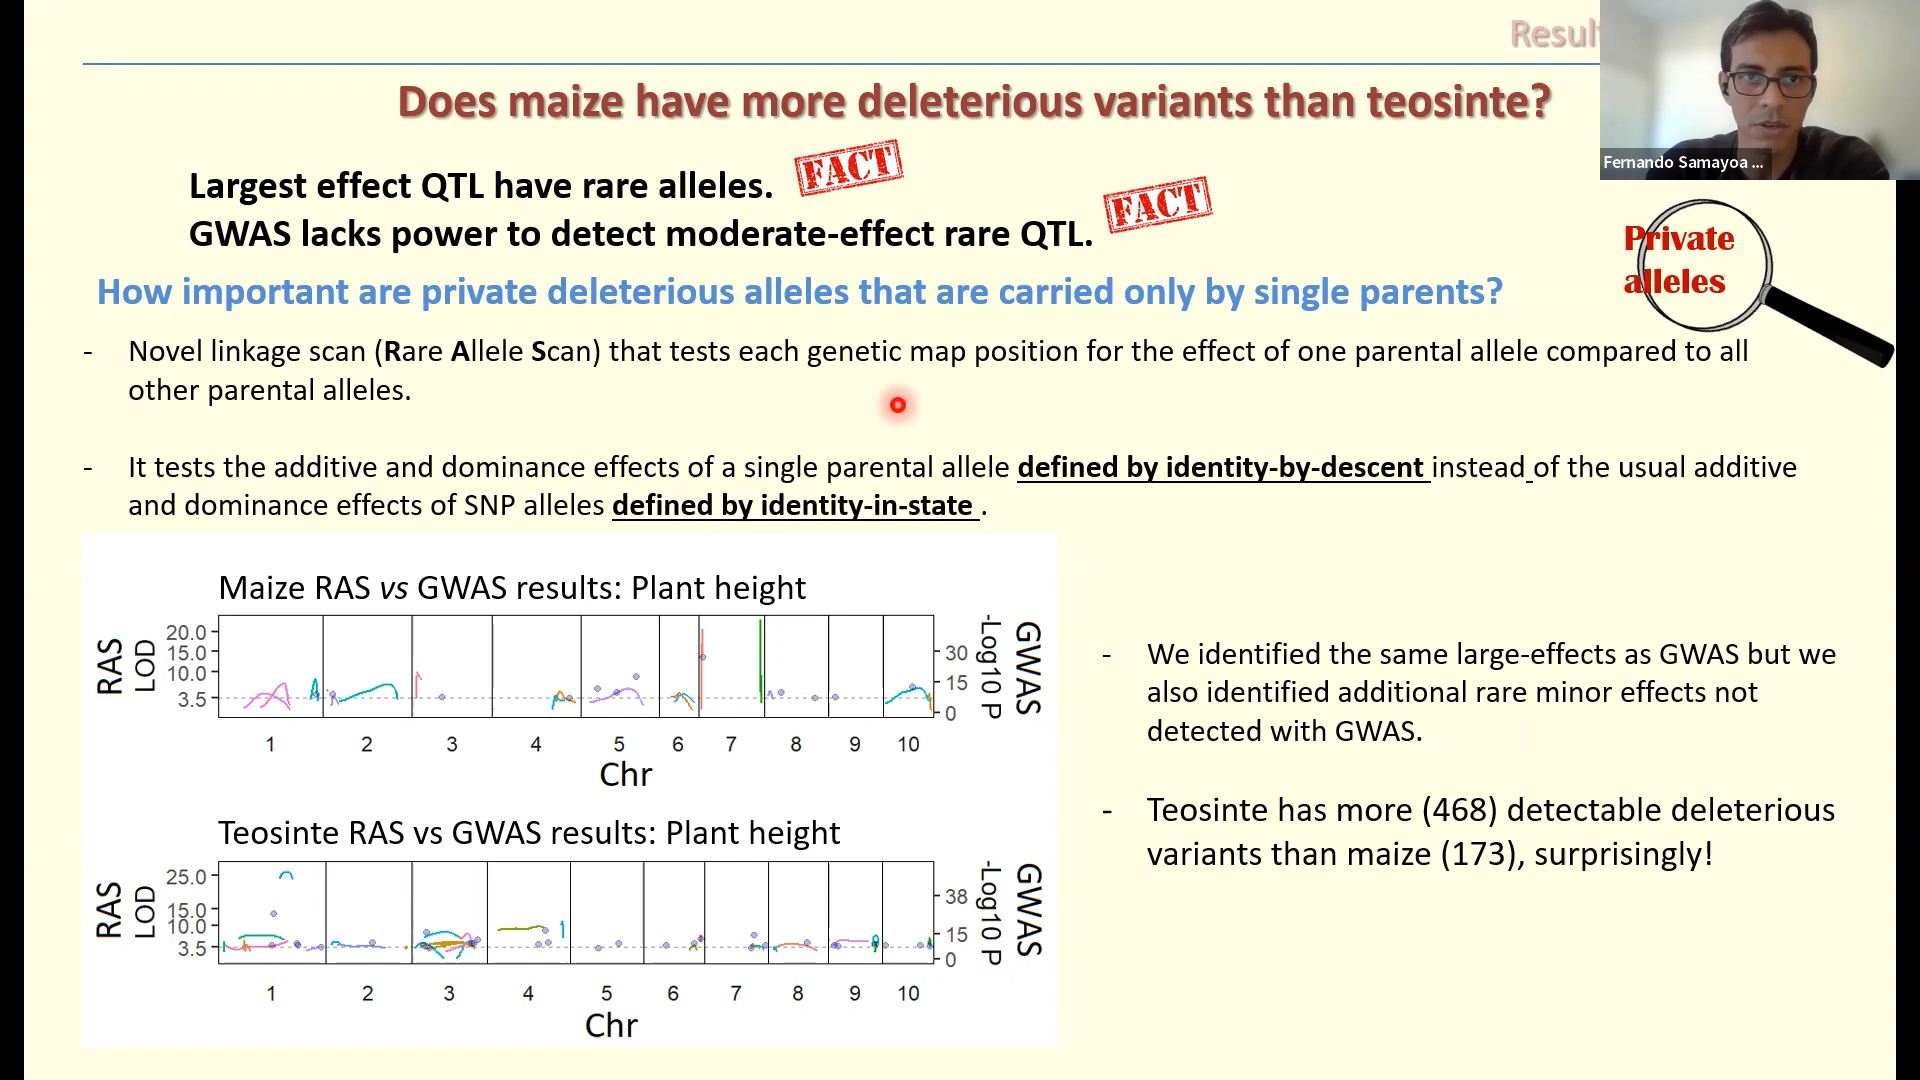 Resul
Does maize have more deleterious variants than teosinte?
Fernando Samayoa ...
Largest effect QTL have rare alleles.
FACT
GWAS lacks power to detect moderate-effect rare QTL.
FACT
Private
alleles
How important are private deleterious alleles that are carried only by single parents?
- Novel linkage scan (Rare Allele Scan) that tests each genetic map position for the effect of one parental allele compared to all
other parental alleles.
- It tests the additive and dominance effects of a single parental allele defined by identity-by-descent instead of the usual additive
and dominance effects of SNP alleles defined by identity-in-state .
Maize RAS vs GWAS results: Plant height
RAS
LOD
20.0
15.0
10.0
3.5
30
15
0
-Log10 P
GWAS
1 2 3 4 5 6 7 8 9 10
Chr
Teosinte RAS vs GWAS results: Plant height
RAS
LOD
25.0
15.0
10.0
3.5
38
15
0
-Log10 P
GWAS
1 2 3 4 5 6 7 8 9 10
Chr
- We identified the same large-effects as GWAS but we
also identified additional rare minor effects not
detected with GWAS.
- Teosinte has more (468) detectable deleterious
variants than maize (173), surprisingly!